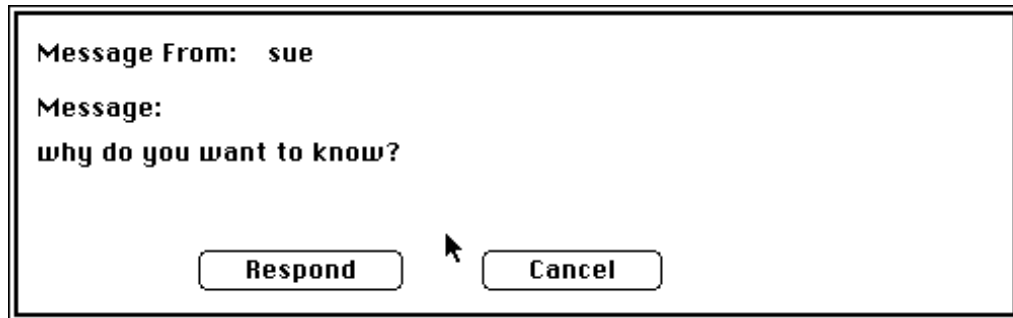 Message From: sue
Message:
why do you want to know?
Respond Cancel